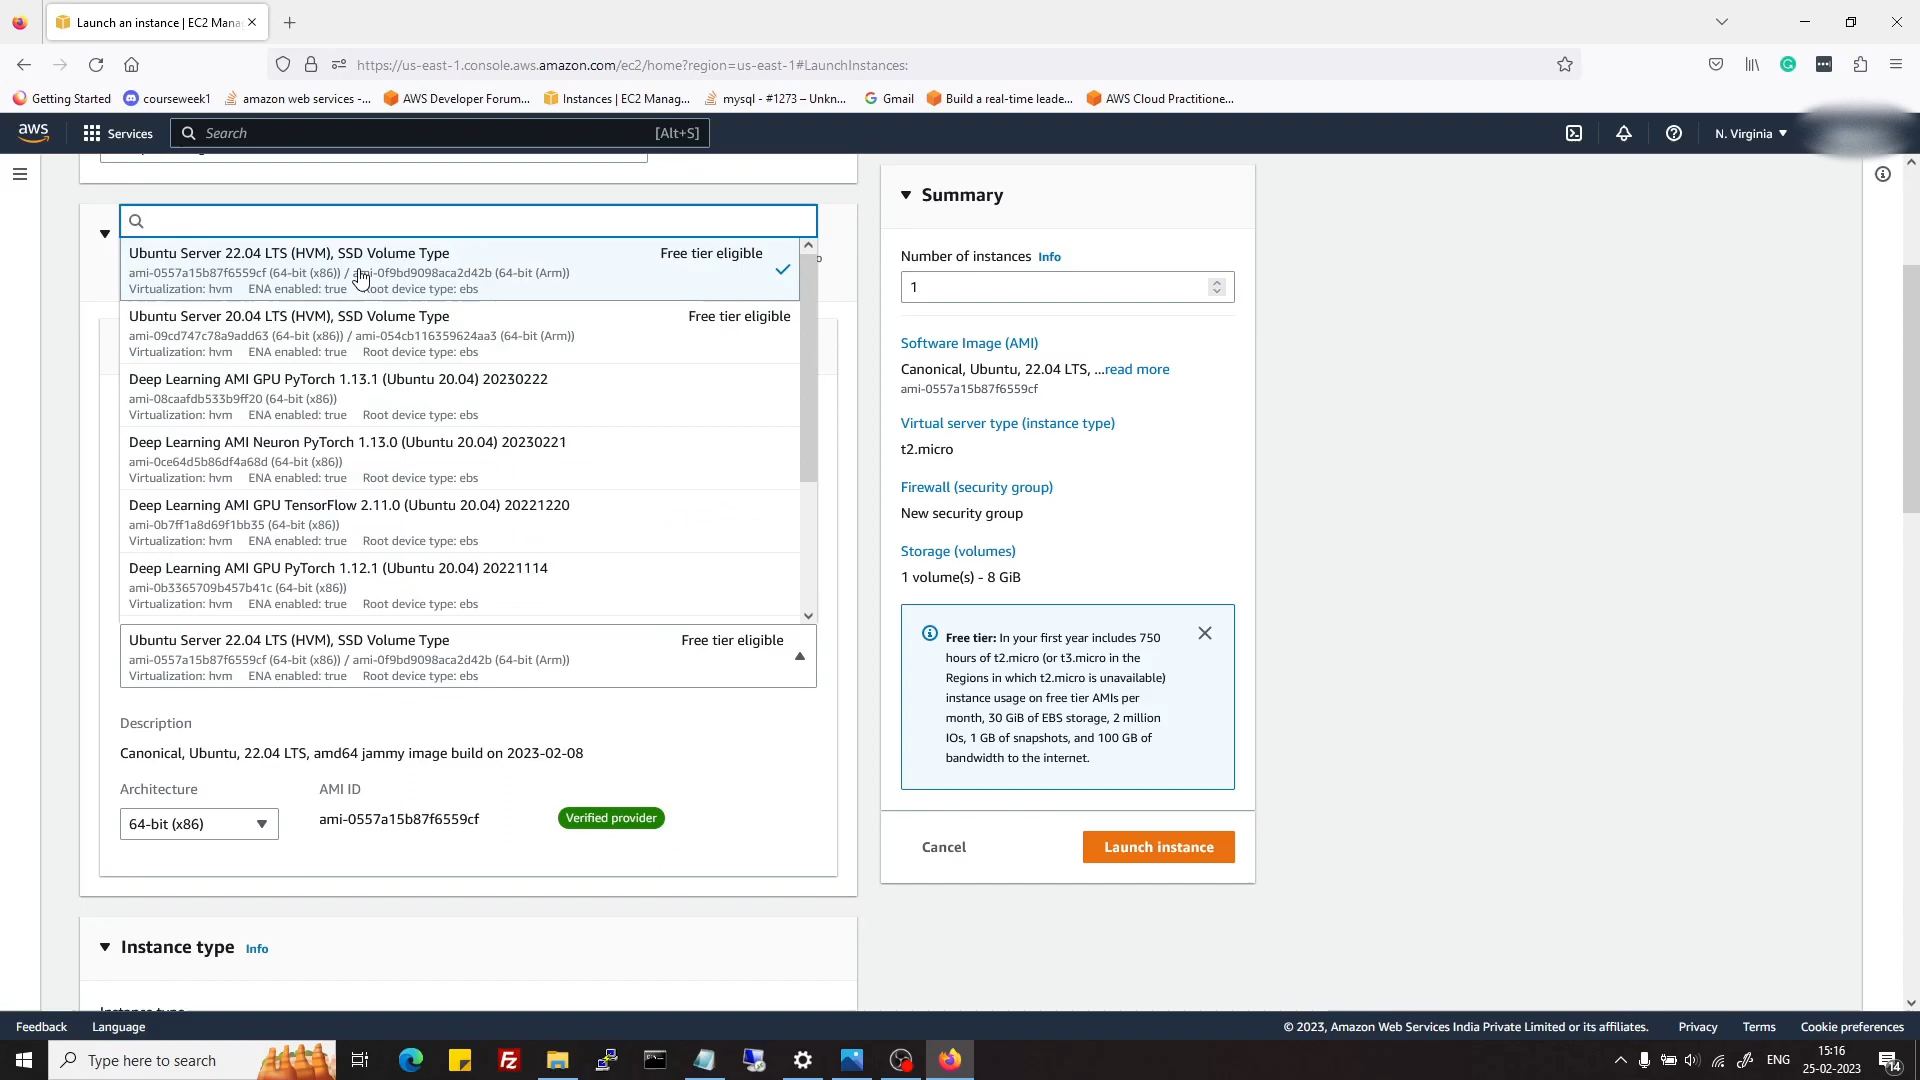 Launch an instance | EC2 Mana
https://us-east-1.console.aws.amazon.com/ec2/home?region=us-east-1#LaunchInstances:
Getting Started
courseweek1
amazon web services -...
AWS Developer Forum...
Instances | EC2 Manag...
mysql - #1273 – Unkn...
Gmail
Build a real-time leade...
AWS Cloud Practitione...
aws
Services
Search
[Alt+S]
N. Virginia
Ubuntu Server 22.04 LTS (HVM), SSD Volume Type
Free tier eligible
ami-0557a15b87f6559cf (64-bit (x86)) / ami-0f9bd9098aca2d42b (64-bit (Arm))
Virtualization: hvm ENA enabled: true Root device type: ebs
Ubuntu Server 20.04 LTS (HVM), SSD Volume Type
Free tier eligible
ami-09cd747c78a9add63 (64-bit (x86)) / ami-054cb116359624aa3 (64-bit (Arm))
Virtualization: hvm ENA enabled: true Root device type: ebs
Deep Learning AMI GPU PyTorch 1.13.1 (Ubuntu 20.04) 20230222
ami-08caafdb533b9ff20 (64-bit (x86))
Virtualization: hvm ENA enabled: true Root device type: ebs
Deep Learning AMI Neuron PyTorch 1.13.0 (Ubuntu 20.04) 20230221
ami-0ce64d5b86df4a68d (64-bit (x86))
Virtualization: hvm ENA enabled: true Root device type: ebs
Deep Learning AMI GPU TensorFlow 2.11.0 (Ubuntu 20.04) 20221220
ami-0b7ff1a8d69f1bb35 (64-bit (x86))
Virtualization: hvm ENA enabled: true Root device type: ebs
Deep Learning AMI GPU PyTorch 1.12.1 (Ubuntu 20.04) 20221114
ami-0b3365709b457b41c (64-bit (x86))
Virtualization: hvm ENA enabled: true Root device type: ebs
Ubuntu Server 22.04 LTS (HVM), SSD Volume Type
Free tier eligible
ami-0557a15b87f6559cf (64-bit (x86)) / ami-0f9bd9098aca2d42b (64-bit (Arm))
Virtualization: hvm ENA enabled: true Root device type: ebs
Description
Canonical, Ubuntu, 22.04 LTS, amd64 jammy image build on 2023-02-08
Architecture
AMI ID
64-bit (x86)
ami-0557a15b87f6559cf
Verified provider
Instance type Info
Summary
Number of instances Info
1
Software Image (AMI)
Canonical, Ubuntu, 22.04 LTS, ...read more
ami-0557a15b87f6559cf
Virtual server type (instance type)
t2.micro
Firewall (security group)
New security group
Storage (volumes)
1 volume(s) - 8 GiB
Free tier: In your first year includes 750
hours of t2.micro (or t3.micro in the
Regions in which t2.micro is unavailable)
instance usage on free tier AMIs per
month, 30 GiB of EBS storage, 2 million
IOs, 1 GB of snapshots, and 100 GB of
bandwidth to the internet.
Cancel
Launch instance
Feedback
Language
© 2023, Amazon Web Services India Private Limited or its affiliates.
Privacy
Terms
Cookie preferences
Type here to search
ENG
15:16
25-02-2023
14